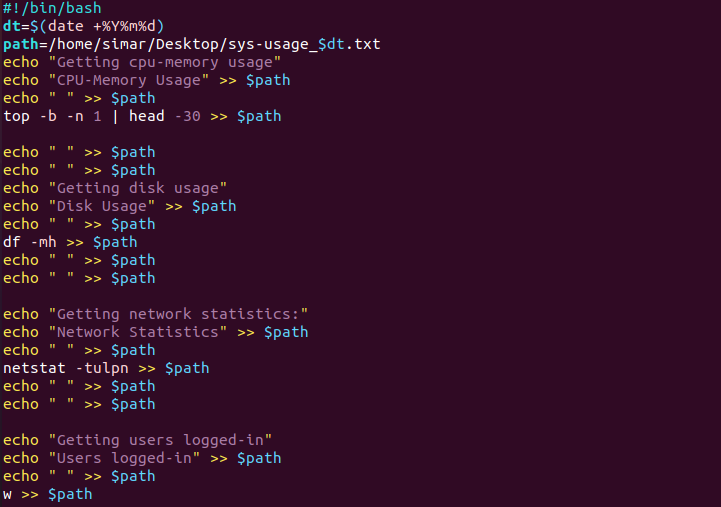 #!/bin/bash
dt=$(date +%Y%m%d)
path=/home/simar/Desktop/sys-usage_$dt.txt
echo "Getting cpu-memory usage"
echo "CPU-Memory Usage" >> $path
echo " " >> $path
top -b -n 1 | head -30 >> $path

echo " " >> $path
echo " " >> $path
echo "Getting disk usage"
echo "Disk Usage" >> $path
echo " " >> $path
df -mh >> $path
echo " " >> $path
echo " " >> $path

echo "Getting network statistics:"
echo "Network Statistics" >> $path
echo " " >> $path
netstat -tulpn >> $path
echo " " >> $path
echo " " >> $path

echo "Getting users logged-in"
echo "Users logged-in" >> $path
echo " " >> $path
w >> $path